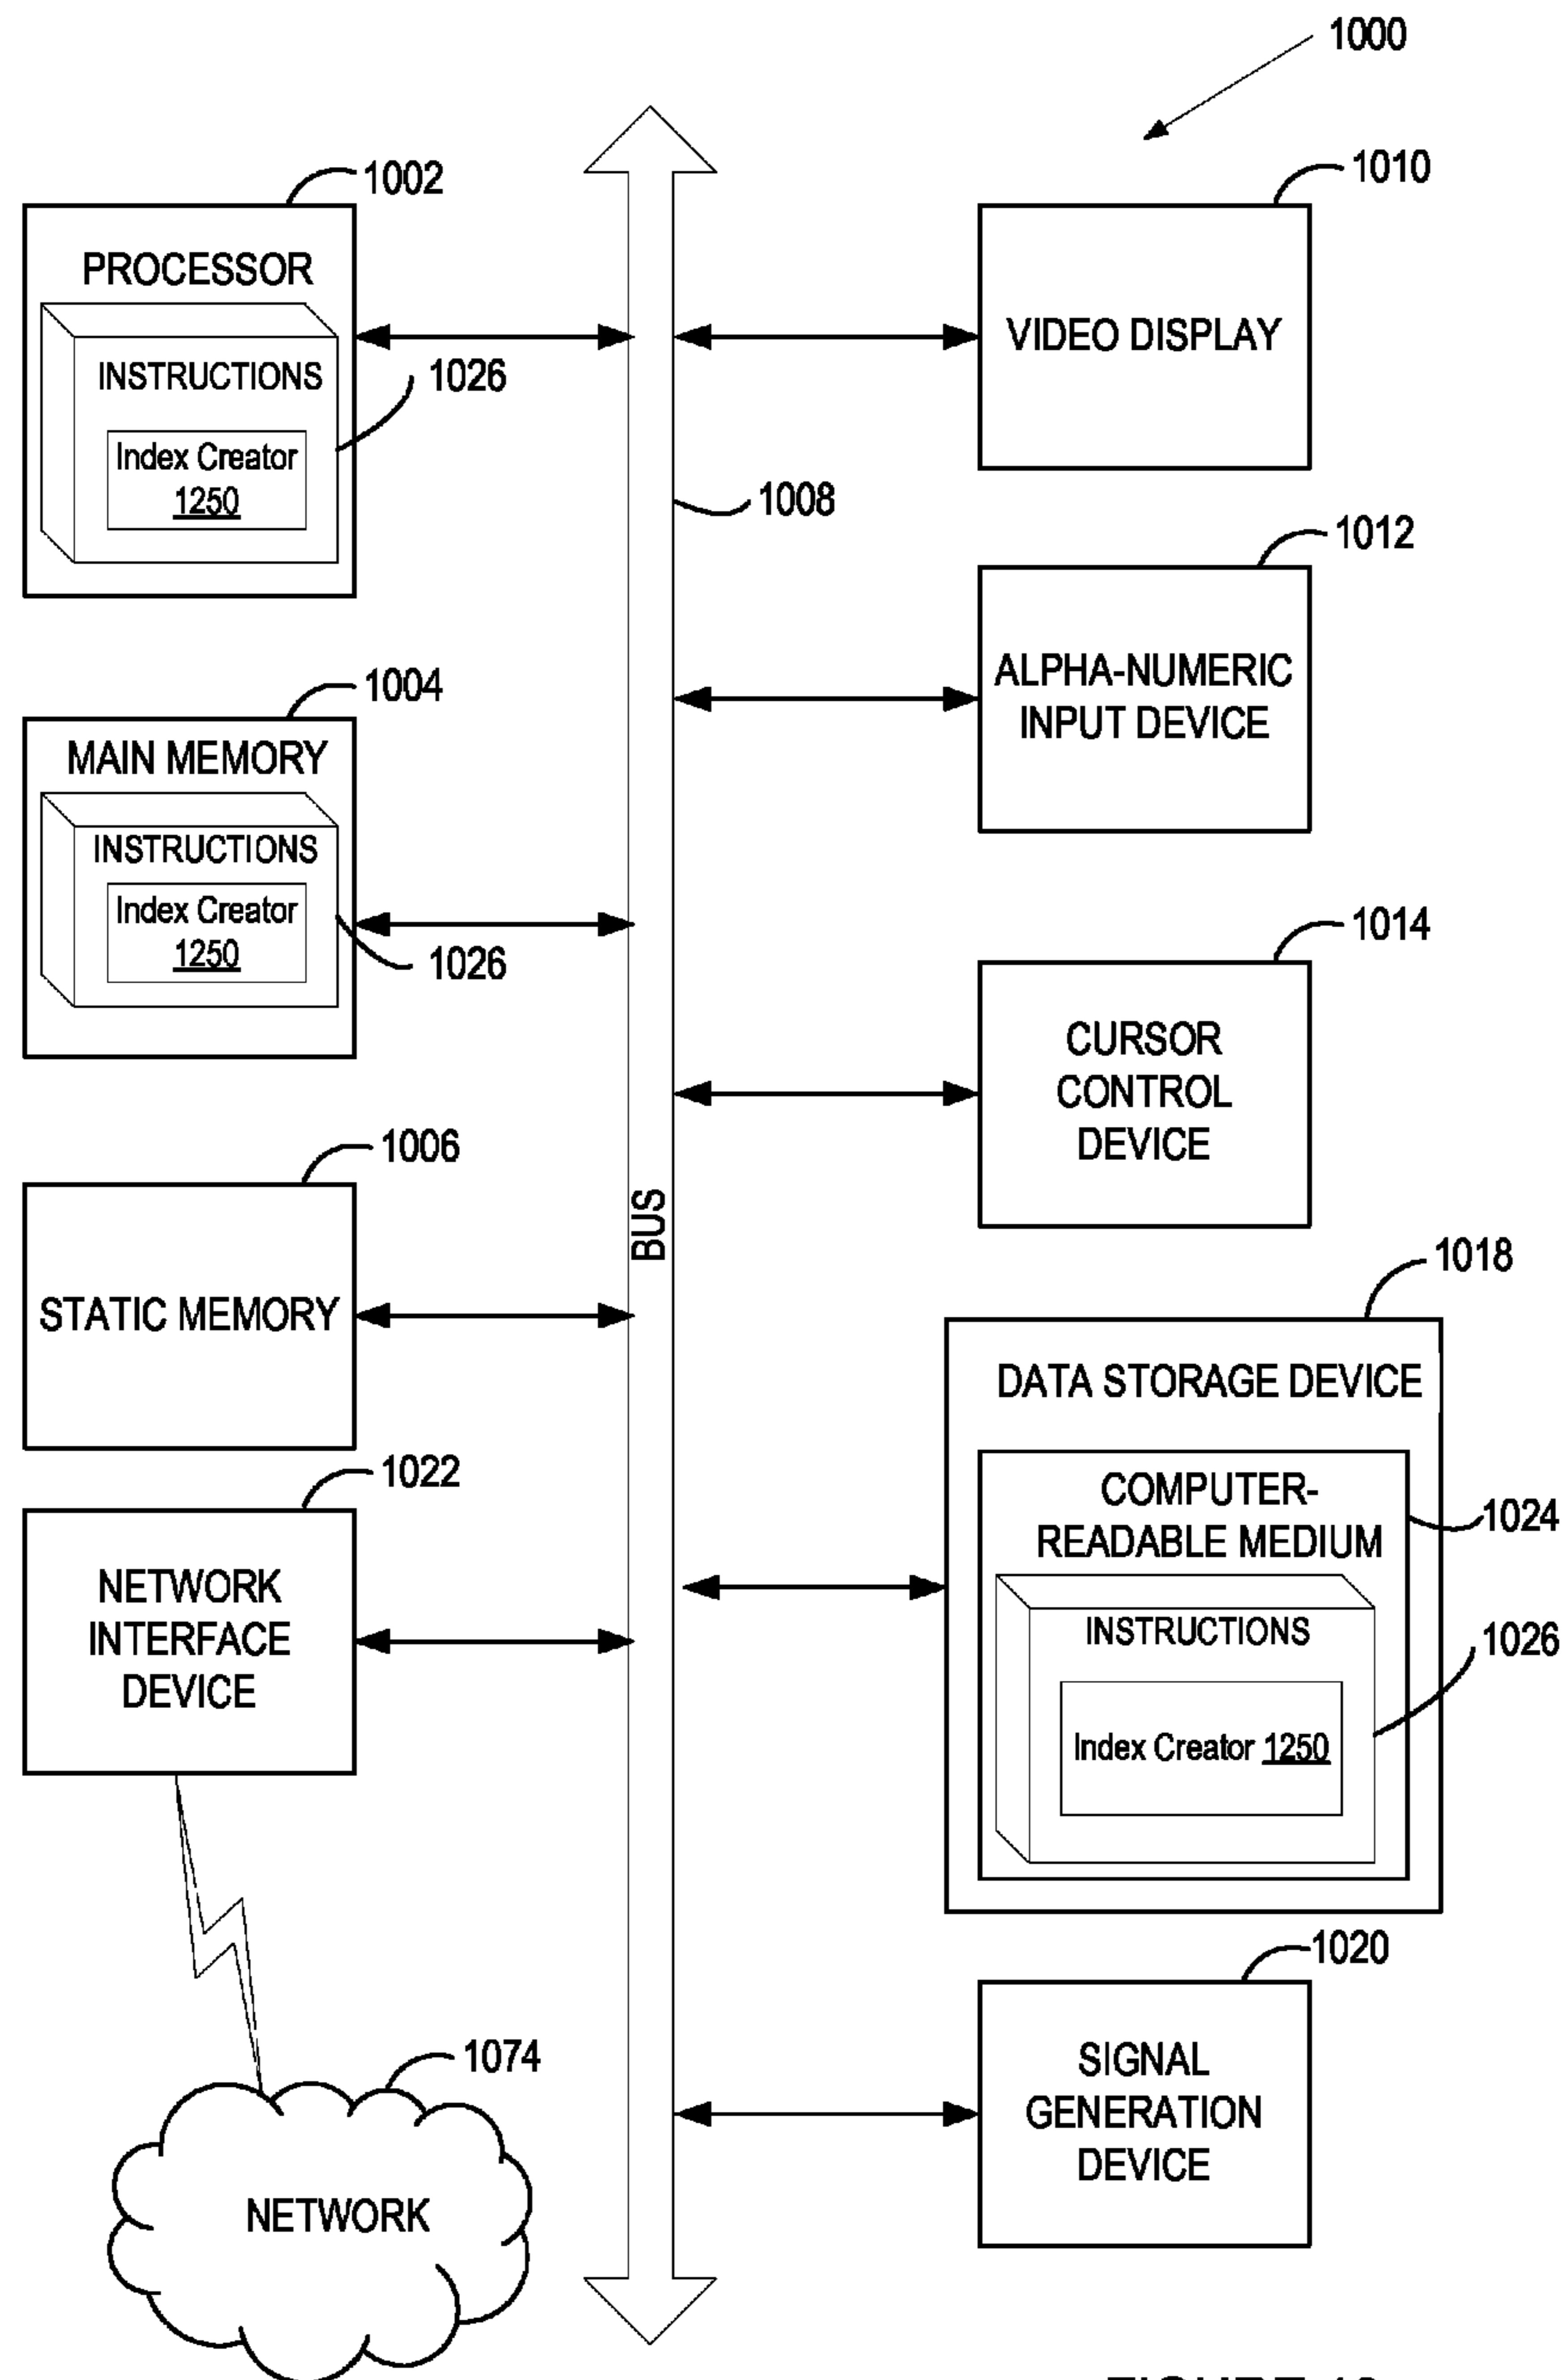 1000
1002
PROCESSOR
INSTRUCTIONS
Index Creator
1250
1026
1004
MAIN MEMORY
INSTRUCTIONS
Index Creator
1250
1026
1006
STATIC MEMORY
1022
NETWORK
INTERFACE
DEVICE
1074
NETWORK
BUS
1008
1010
VIDEO DISPLAY
1012
ALPHA-NUMERIC
INPUT DEVICE
1014
CURSOR
CONTROL
DEVICE
1018
DATA STORAGE DEVICE
COMPUTER-
READABLE MEDIUM
1024
INSTRUCTIONS
1026
Index Creator 1250
1020
SIGNAL
GENERATION
DEVICE